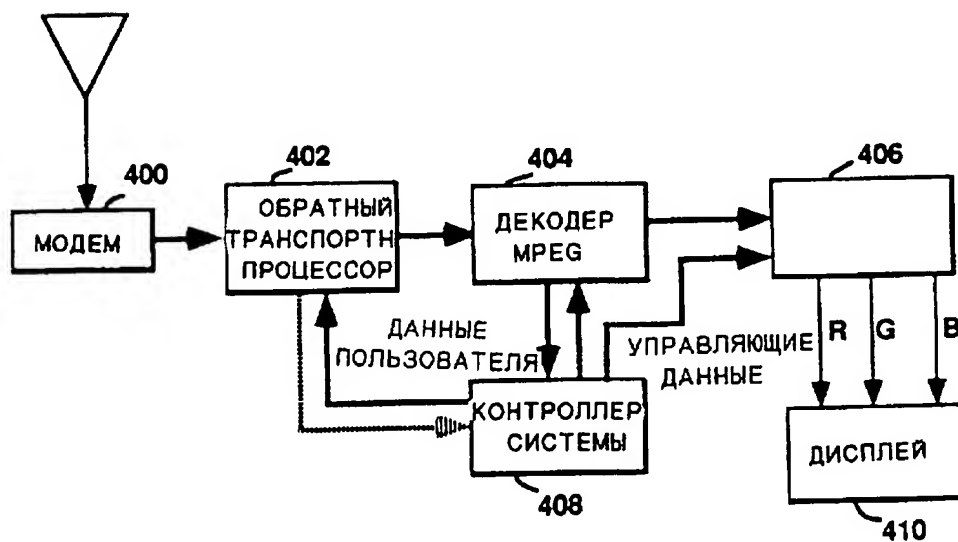 400
МОДЕМ
402
ОБРАТНЫЙ
ТРАНСПОРТН
ПРОЦЕССОР
404
ДЕКОДЕР
MPEG
406
ДАННЫЕ
ПОЛЬЗОВАТЕЛЯ
УПРАВЛЯЮЩИЕ
ДАННЫЕ
R
G
B
КОНТРОЛЛЕР
СИСТЕМЫ
408
ДИСПЛЕЙ
410